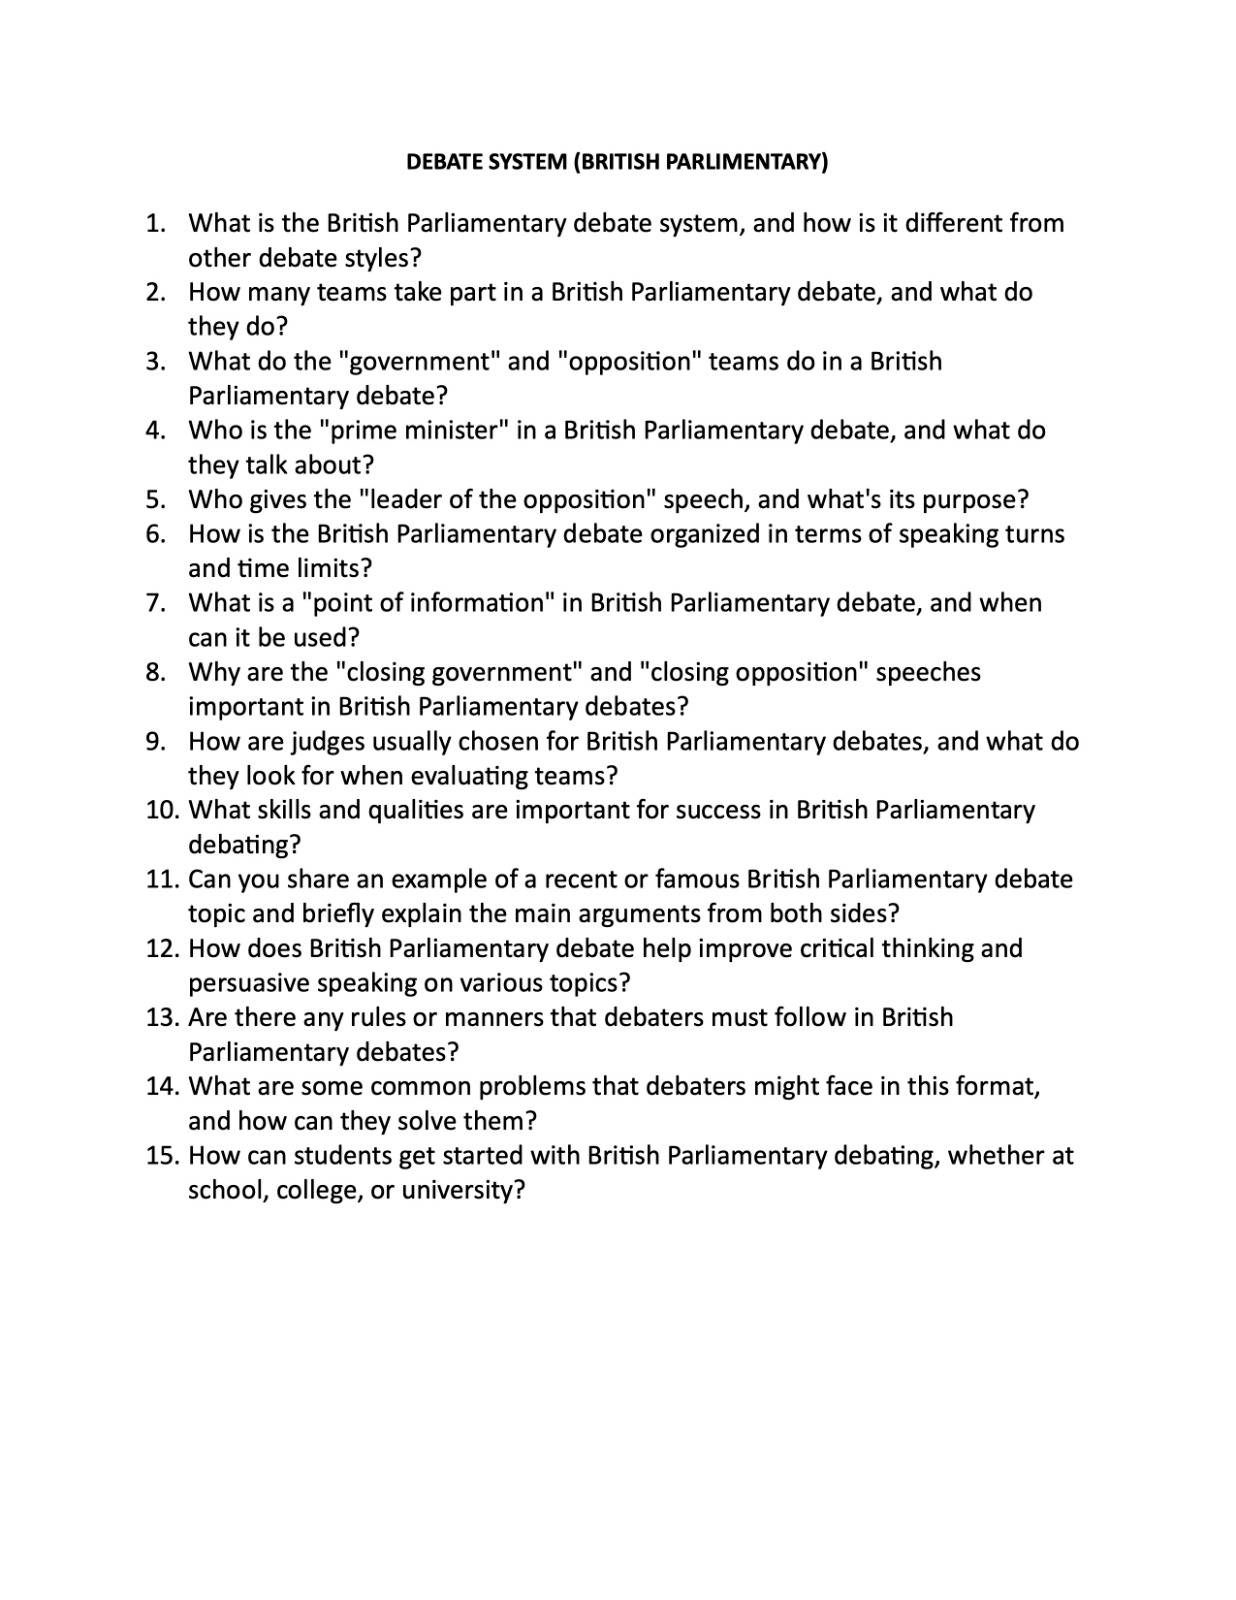 DEBATE SYSTEM (BRITISH PARLIMENTARY)
1. What is the British Parliamentary debate system, and how is it different from
other debate styles?
2. How many teams take part in a British Parliamentary debate, and what do
they do?
3. What do the "government" and "opposition" teams do in a British
Parliamentary debate?
4. Who is the "prime minister" in a British Parliamentary debate, and what do
they talk about?
5. Who gives the "leader of the opposition" speech, and what's its purpose?
6. How is the British Parliamentary debate organized in terms of speaking turns
and time limits?
7. What is a "point of information" in British Parliamentary debate, and when
can it be used?
8. Why are the "closing government" and "closing opposition" speeches
important in British Parliamentary debates?
9. How are judges usually chosen for British Parliamentary debates, and what do
they look for when evaluating teams?
10. What skills and qualities are important for success in British Parliamentary
debating?
11. Can you share an example of a recent or famous British Parliamentary debate
topic and briefly explain the main arguments from both sides?
12. How does British Parliamentary debate help improve critical thinking and
persuasive speaking on various topics?
13. Are there any rules or manners that debaters must follow in British
Parliamentary debates?
14. What are some common problems that debaters might face in this format,
and how can they solve them?
15. How can students get started with British Parliamentary debating, whether at
school, college, or university?